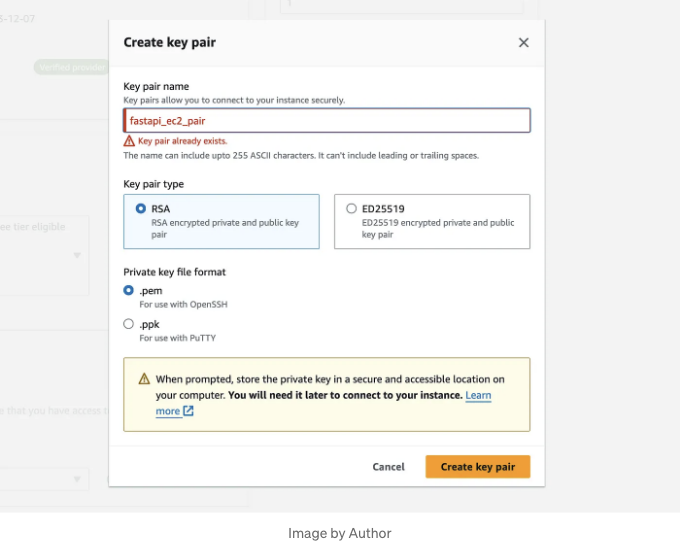 5-12-07
Verified provider
Create key pair
Key pair name
Key pairs allow you to connect to your instance securely.
fastapi_ec2_pair
Key pair already exists.
The name can include upto 255 ASCII characters. It can't include leading or trailing spaces.
Key pair type
RSA
RSA encrypted private and public key
pair
ED25519
ED25519 encrypted private and public
key pair
ee tier eligible
Private key file format
.pem
For use with OpenSSH
.ppk
For use with PuTTY
When prompted, store the private key in a secure and accessible location on
your computer. You will need it later to connect to your instance. Learn
more
e that you have Access t
Cancel
Create key pair
Image by Author